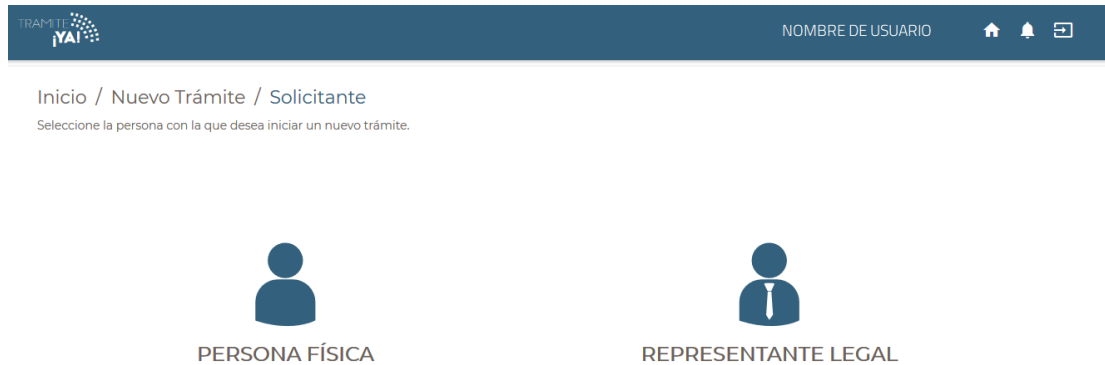 TRAMITE
¡YA!
NOMBRE DE USUARIO
Inicio / Nuevo Trámite / Solicitante
Seleccione la persona con la que desea iniciar un nuevo trámite.
PERSONA FÍSICA
REPRESENTANTE LEGAL